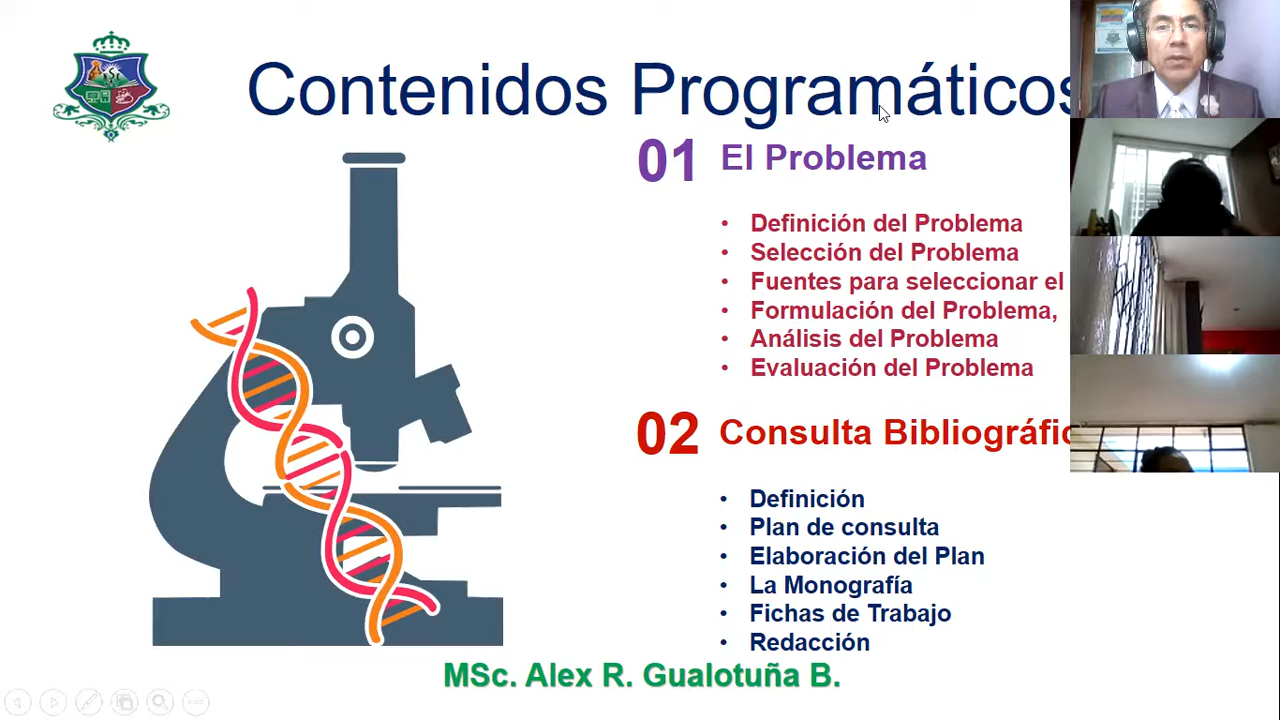 Contenidos Programáticos
01 El Problema
• Definición del Problema
• Selección del Problema
• Fuentes para seleccionar el
• Formulación del Problema,
• Análisis del Problema
• Evaluación del Problema
02 Consulta
• Definición
• Plan de consulta
• Elaboración del Plan
• La Monografía
• Fichas de Trabajo
• Redacción
MSc. Alex R. Gualotuña B.